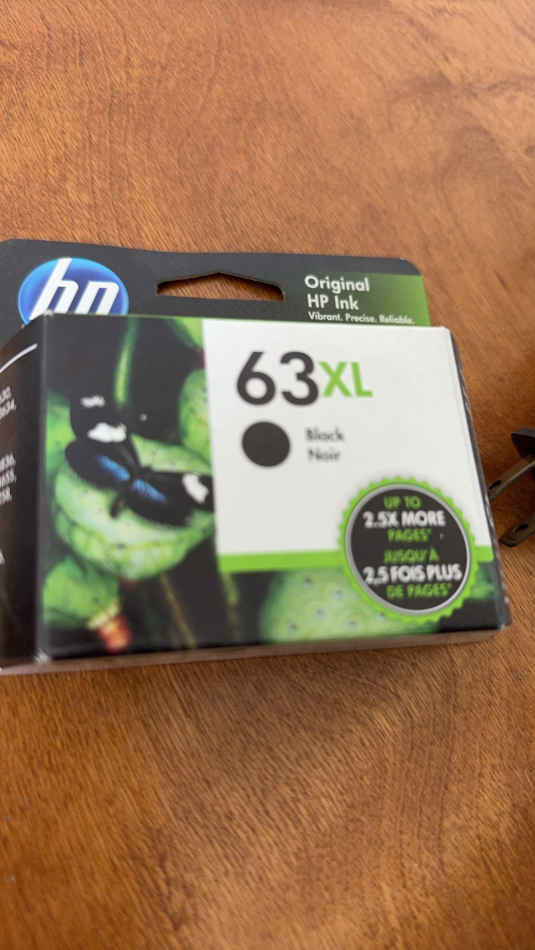 hp
Original
HP Ink
Vibrant. Precise. Reliable.
63XL
Black
Noir
UP TO
2.5X MORE
PAGES*
JUSQU'À
2,5 FOIS PLUS
DE PAGES*